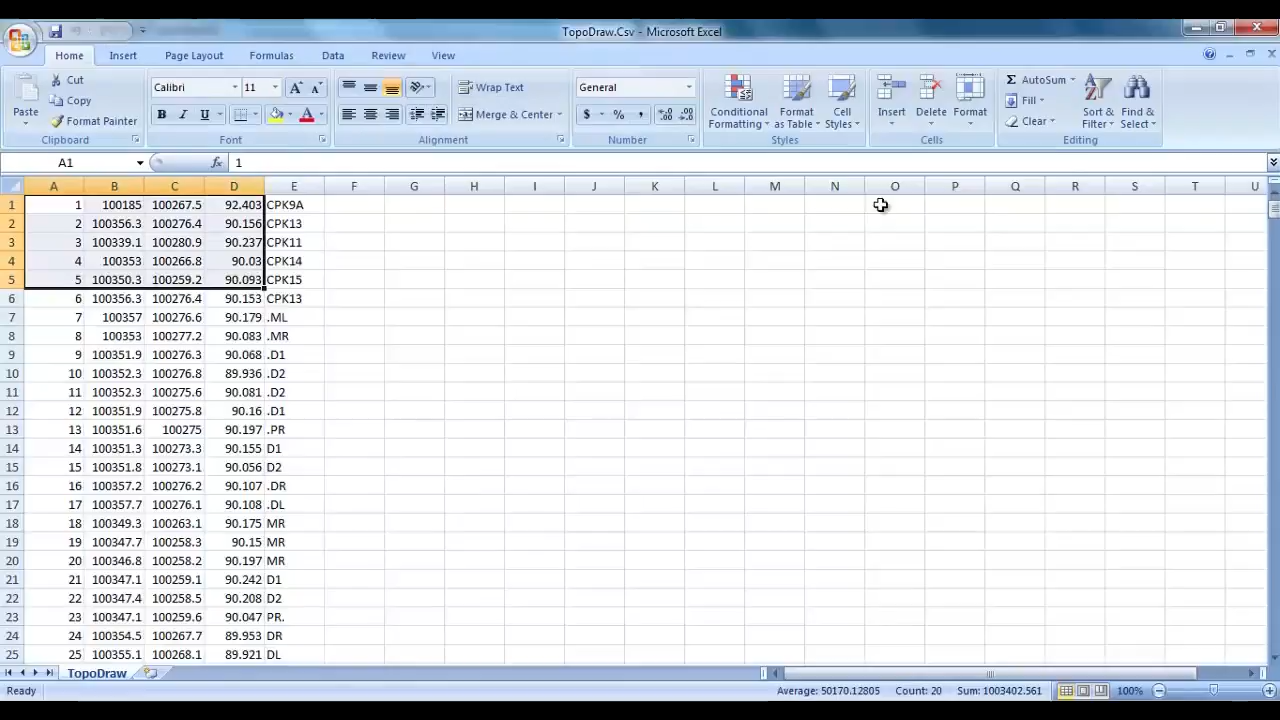 TopoDraw.Csv - Microsoft Excel
Home Insert Page Layout Formulas Data Review View
Paste
Cut
Copy
Format Painter
Clipboard
Calibri 11
B I U
Font
Wrap Text
Merge & Center
Alignment
General
$ % ,
Number
Conditional Formatting
Format as Table
Cell Styles
Styles
Insert Delete Format
Cells
Σ AutoSum
Fill
Clear
Sort & Filter
Find & Select
Editing
A1 fx 1
A B C D E F G H I J K L M N O P Q R S T U
1 1 100185 100267.5 92.403 CPK9A
2 2 100356.3 100276.4 90.156 CPK13
3 3 100339.1 100280.9 90.237 CPK11
4 4 100353 100266.8 90.03 CPK14
5 5 100350.3 100259.2 90.093 CPK15
6 6 100356.3 100276.4 90.153 CPK13
7 7 100357 100276.6 90.179 .ML
8 8 100353 100277.2 90.083 .MR
9 9 100351.9 100276.3 90.068 .D1
10 10 100352.3 100276.8 89.936 .D2
11 11 100352.3 100275.6 90.081 .D2
12 12 100351.9 100275.8 90.16 .D1
13 13 100351.6 100275 90.197 .PR
14 14 100351.3 100273.3 90.155 D1
15 15 100351.8 100273.1 90.056 D2
16 16 100357.2 100276.2 90.107 .DR
17 17 100357.7 100276.1 90.108 .DL
18 18 100349.3 100263.1 90.175 MR
19 19 100347.7 100258.3 90.15 MR
20 20 100346.8 100258.2 90.197 MR
21 21 100347.1 100259.1 90.242 D1
22 22 100347.4 100258.5 90.208 D2
23 23 100347.1 100259.6 90.047 PR.
24 24 100354.5 100267.7 89.953 DR
25 25 100355.1 100268.1 89.921 DL
TopoDraw
Ready Average: 50170.12805 Count: 20 Sum: 1003402.561 100%